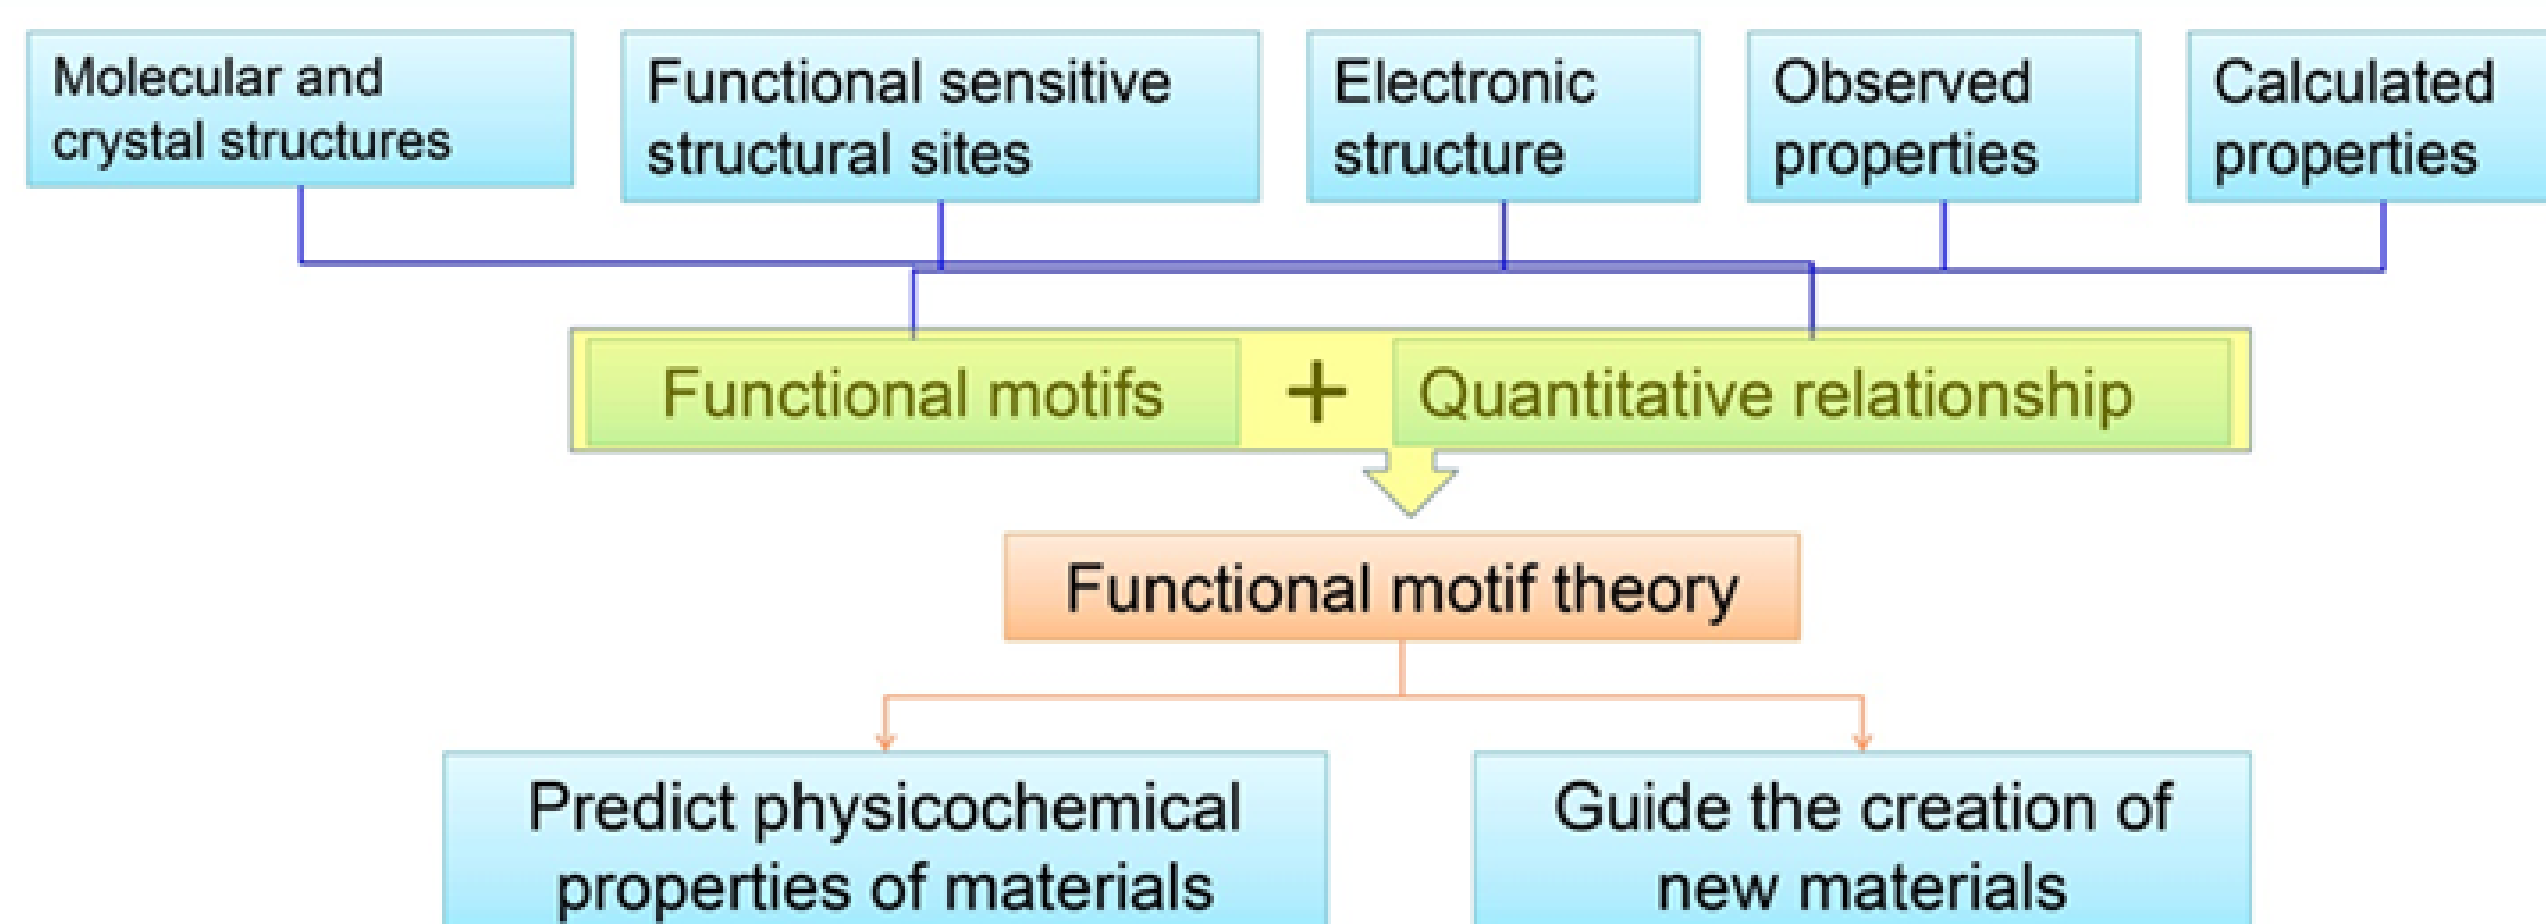 Molecular and
crystal structures
Functional sensitive
structural sites
Electronic
structure
Observed
properties
Calculated
properties
Functional motifs + Quantitative relationship
Functional motif theory
Predict physicochemical
properties of materials
Guide the creation of
new materials